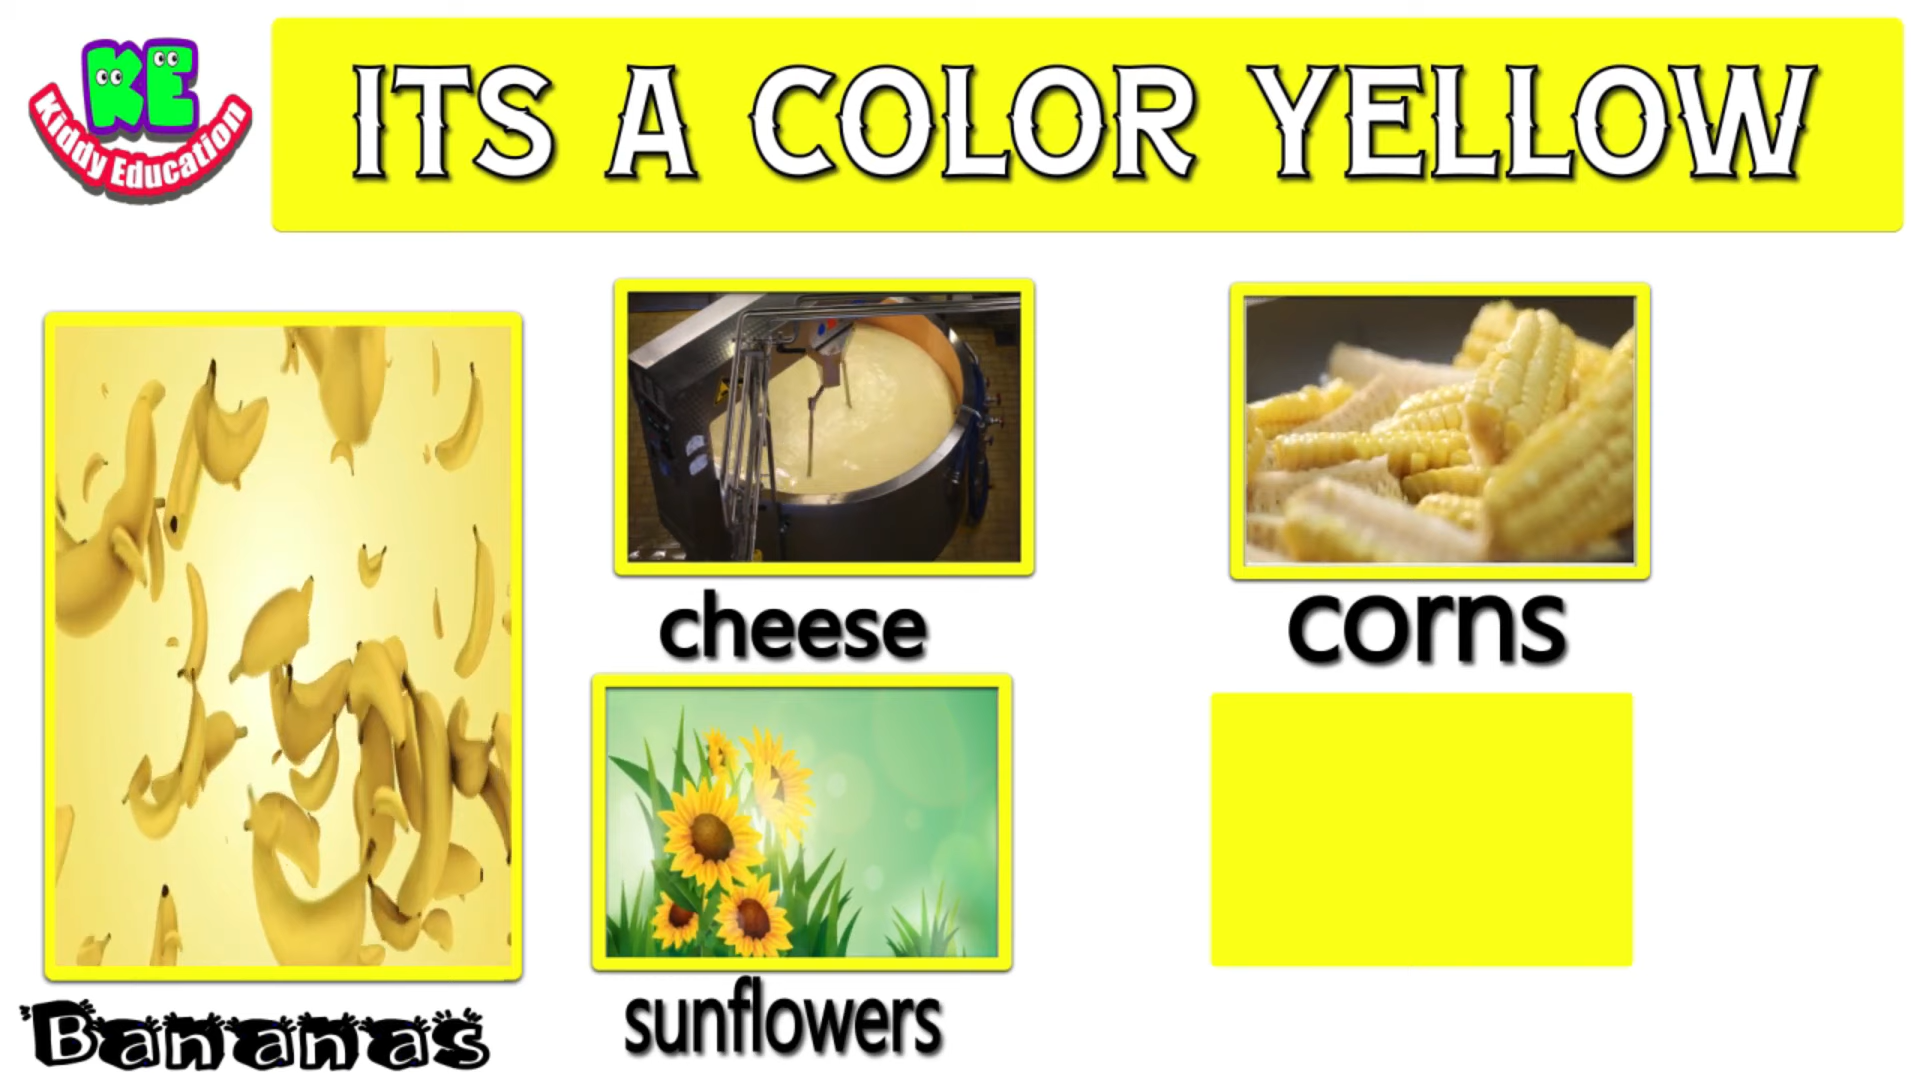 KE
Kiddy Education
ITS A COLOR YELLOW
cheese
corns
sunflowers
Bananas